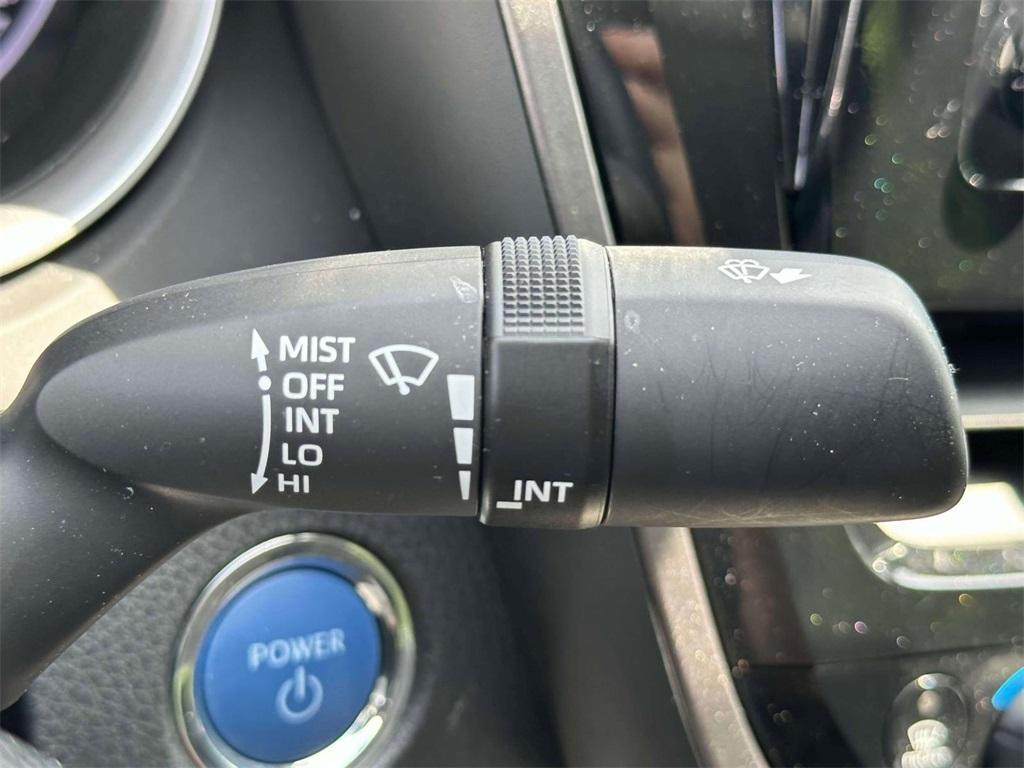 MIST
OFF
INT
LO
HI
INT
POWER